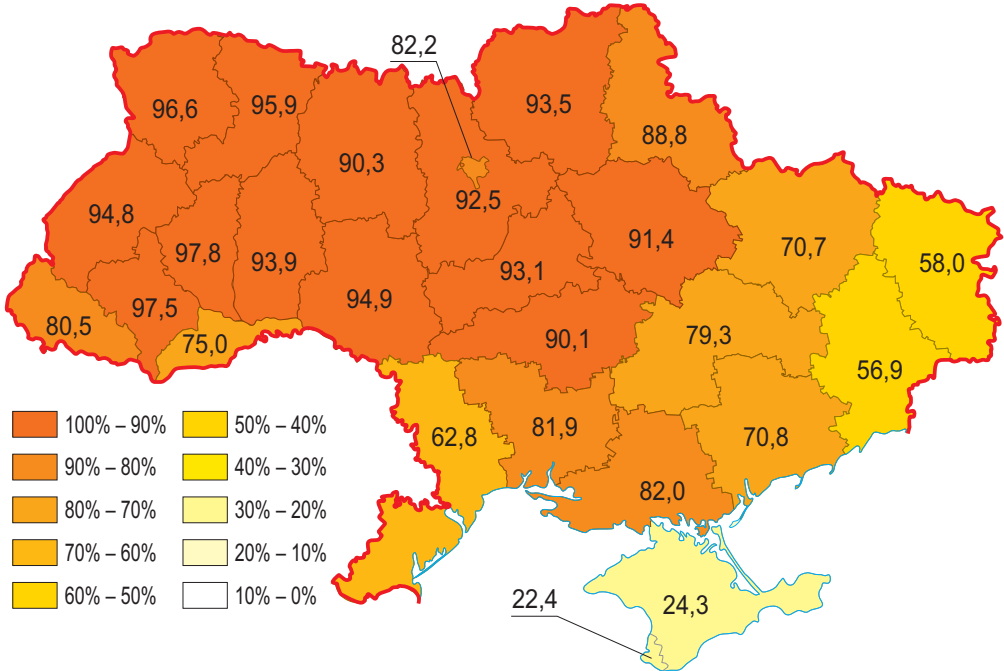 82,2
96,6
95,9
93,5
88,8
90,3
92,5
94,8
97,8
93,9
91,4
70,7
58,0
93,1
94,9
97,5
80,5
75,0
90,1
79,3
56,9
62,8
81,9
70,8
82,0
100% – 90%
90% – 80%
80% – 70%
70% – 60%
60% – 50%
50% – 40%
40% – 30%
30% – 20%
20% – 10%
10% – 0%
22,4
24,3